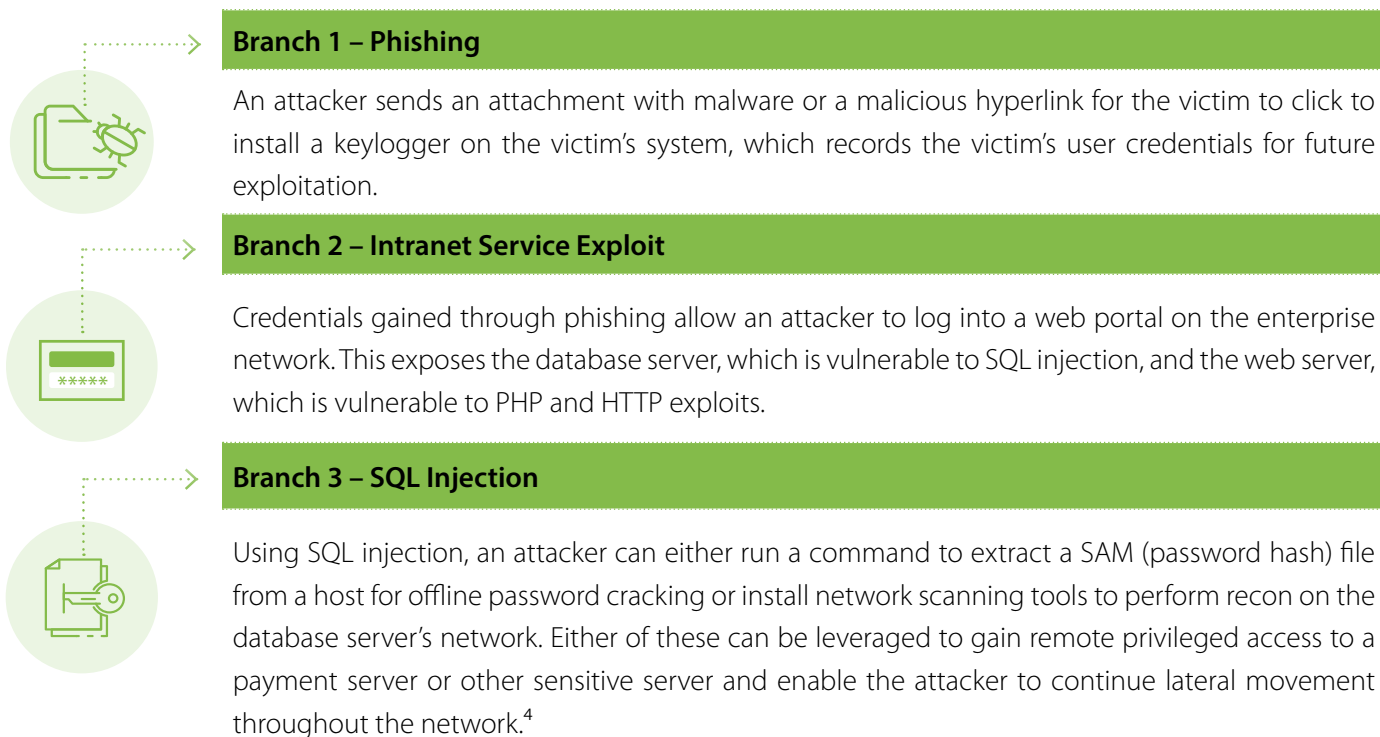 Branch 1 – Phishing
An attacker sends an attachment with malware or a malicious hyperlink for the victim to click to
install a keylogger on the victim’s system, which records the victim’s user credentials for future
exploitation.
Branch 2 – Intranet Service Exploit
Credentials gained through phishing allow an attacker to log into a web portal on the enterprise
network. This exposes the database server, which is vulnerable to SQL injection, and the web server,
which is vulnerable to PHP and HTTP exploits.
*****
Branch 3 – SQL Injection
Using SQL injection, an attacker can either run a command to extract a SAM (password hash) file
from a host for offline password cracking or install network scanning tools to perform recon on the
database server’s network. Either of these can be leveraged to gain remote privileged access to a
payment server or other sensitive server and enable the attacker to continue lateral movement
throughout the network.⁴